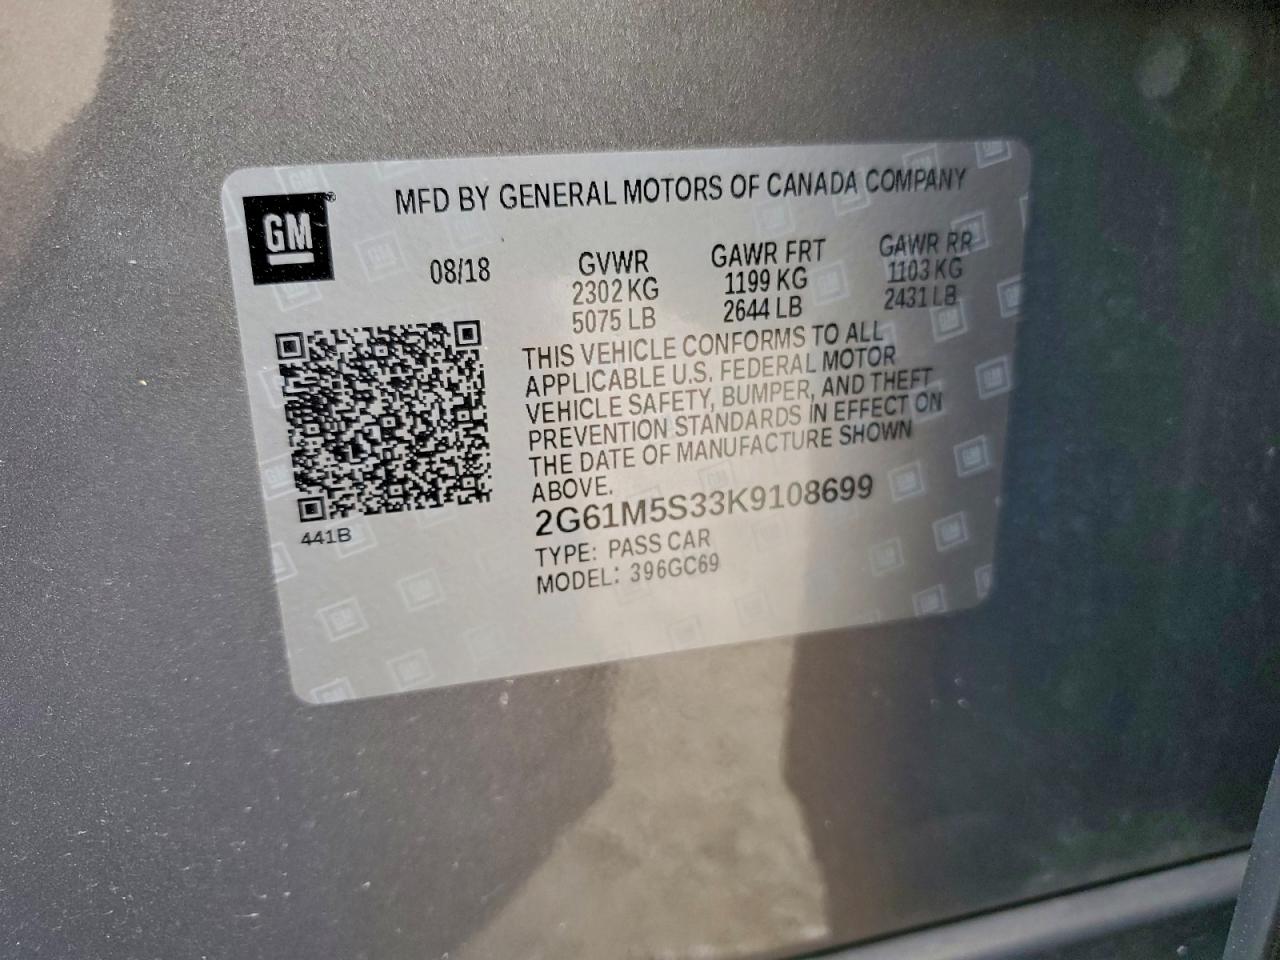 GM
MFD BY GENERAL MOTORS OF CANADA COMPANY
08/18
GVWR
2302 KG
5075 LB
GAWR FRT
1199 KG
2644 LB
GAWR RR
1103 KG
2431 LB
THIS VEHICLE CONFORMS TO ALL
APPLICABLE U.S. FEDERAL MOTOR
VEHICLE SAFETY, BUMPER, AND THEFT
PREVENTION STANDARDS IN EFFECT ON
THE DATE OF MANUFACTURE SHOWN
ABOVE.
2G61M5S33K9108699
TYPE: PASS CAR
MODEL: 396GC69
441B